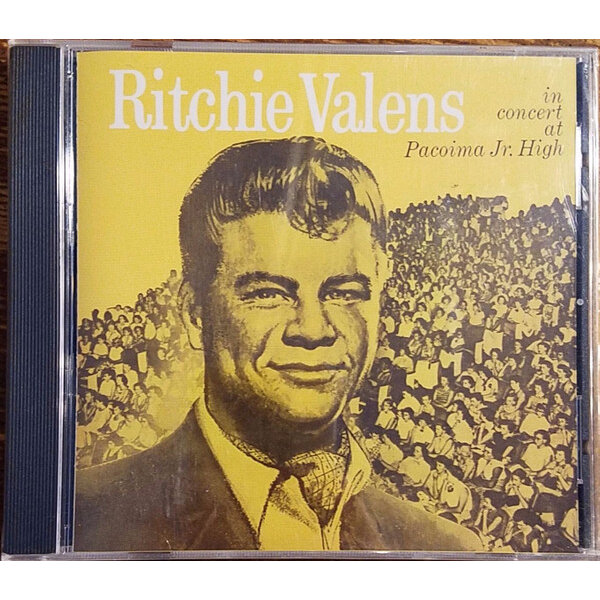 Ritchie Valens
in
concert
at
Pacoima Jr. High